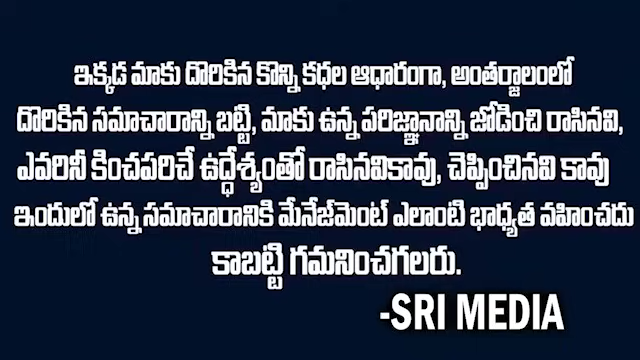 ఇక్కడ మాకు దొరికిన కొన్ని కధల ఆధారంగా, అంతర్జాలంలో
దొరికిన సమాచారాన్ని బట్టి, మాకు ఉన్న పరిజ్ఞానాన్ని జోడించి రాసినవి,
ఎవరినీ కించపరిచే ఉద్ధేశ్యంతో రాసినవికావు, చెప్పించినవి కావు
ఇందులో ఉన్న సమాచారానికి మేనేజ్‌మెంట్ ఎలాంటి భాధ్యత వహించదు
కాబట్టి గమనించగలరు.
-SRI MEDIA